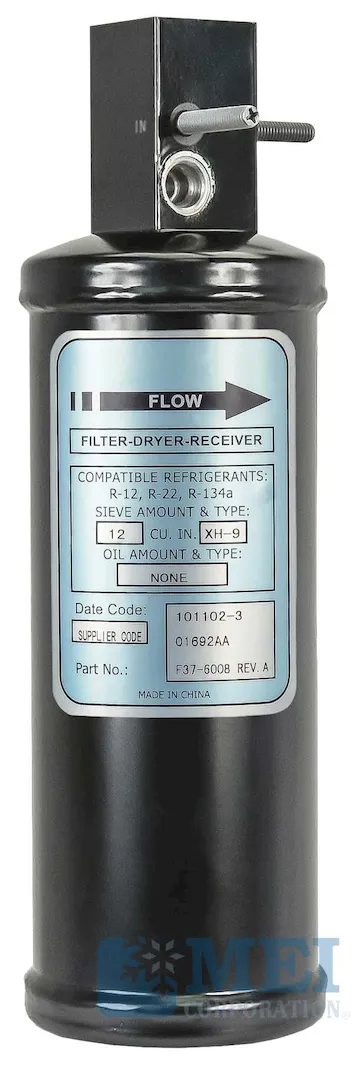 IN
FLOW
FILTER-DRYER-RECEIVER
COMPATIBLE REFRIGERANTS:
R-12, R-22, R-134a
SIEVE AMOUNT & TYPE:
12 CU. IN. XH-9
OIL AMOUNT & TYPE:
NONE
Date Code: 101102-3
SUPPLIER CODE 01692AA
Part No.: F37-6008 REV. A
MADE IN CHINA
MEI
CORPORATION